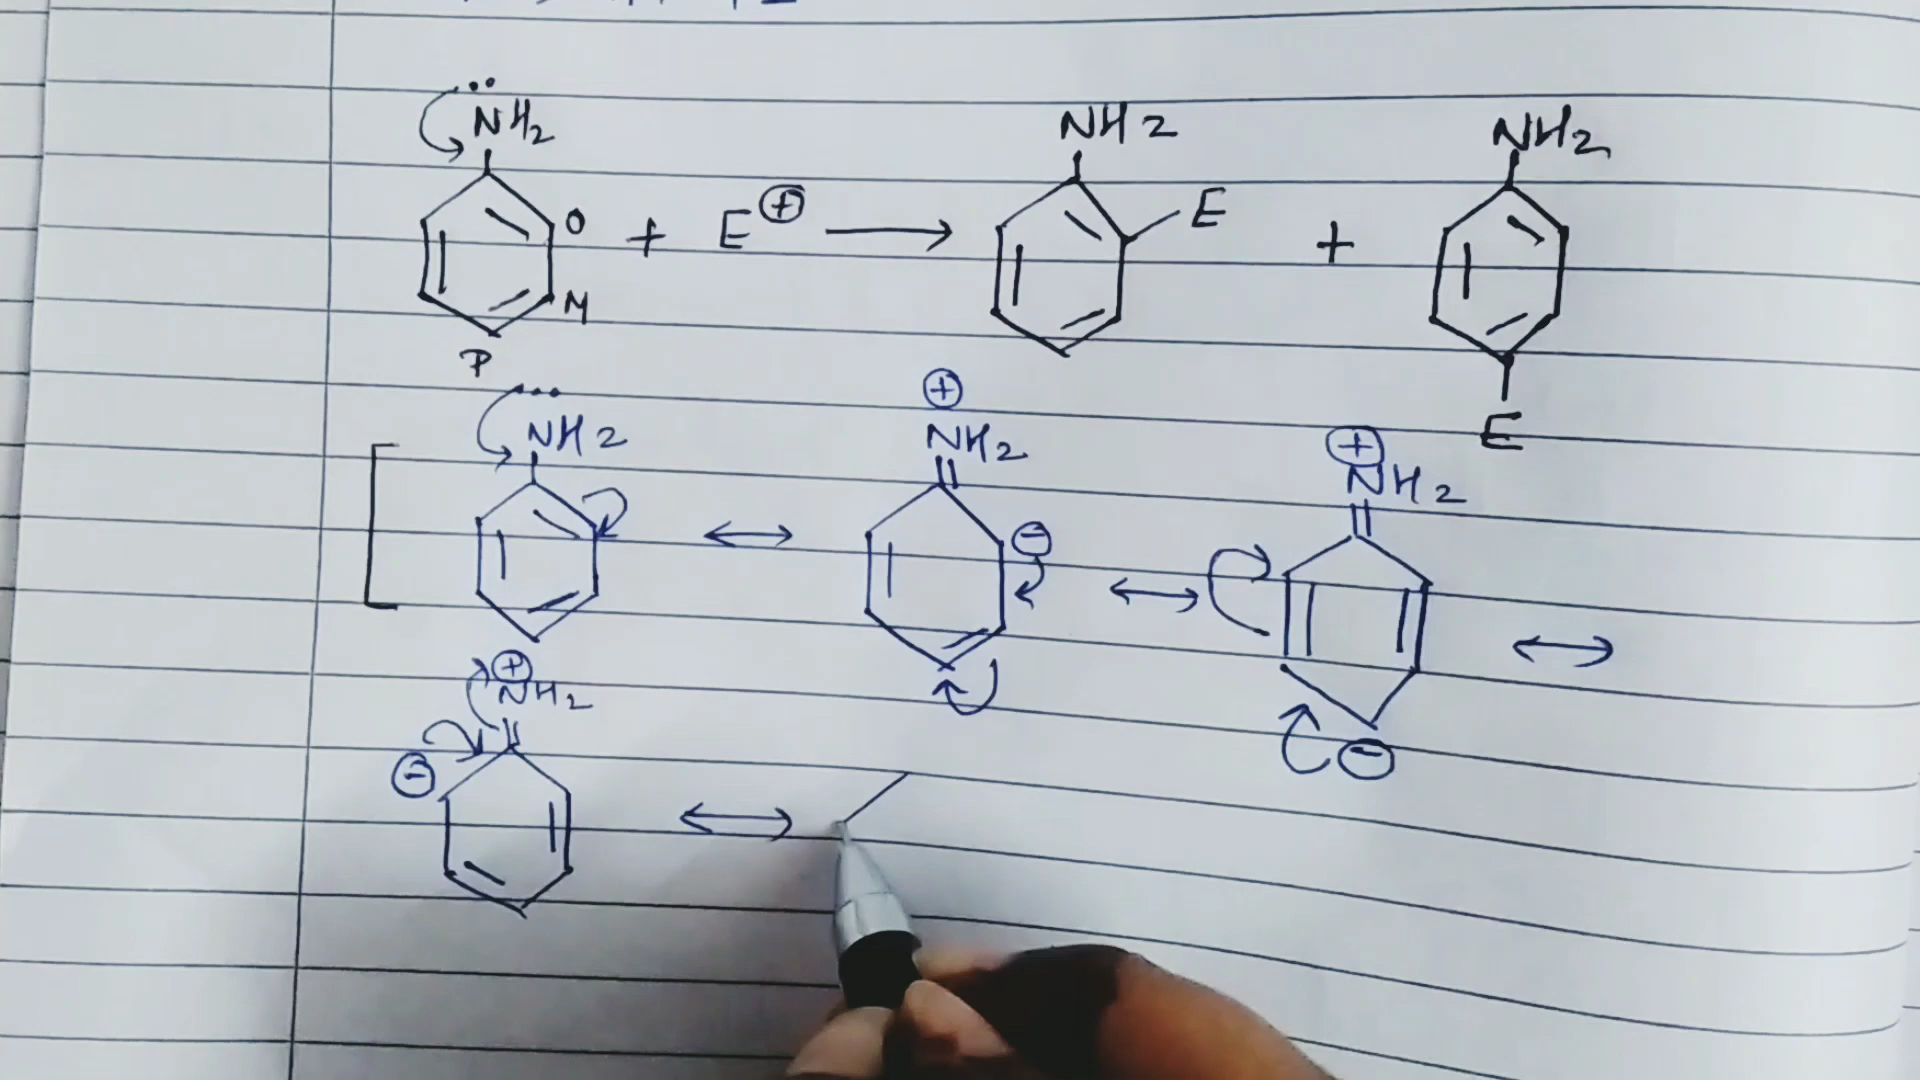 NH2 NH2 NH2
O + E⊕ → E +
M
P E
NH2 ↔ ⊕ NH2 ⊖ ↔ ⊕ NH2 ⊖ ↔
⊕ NH2 ⊖ ↔